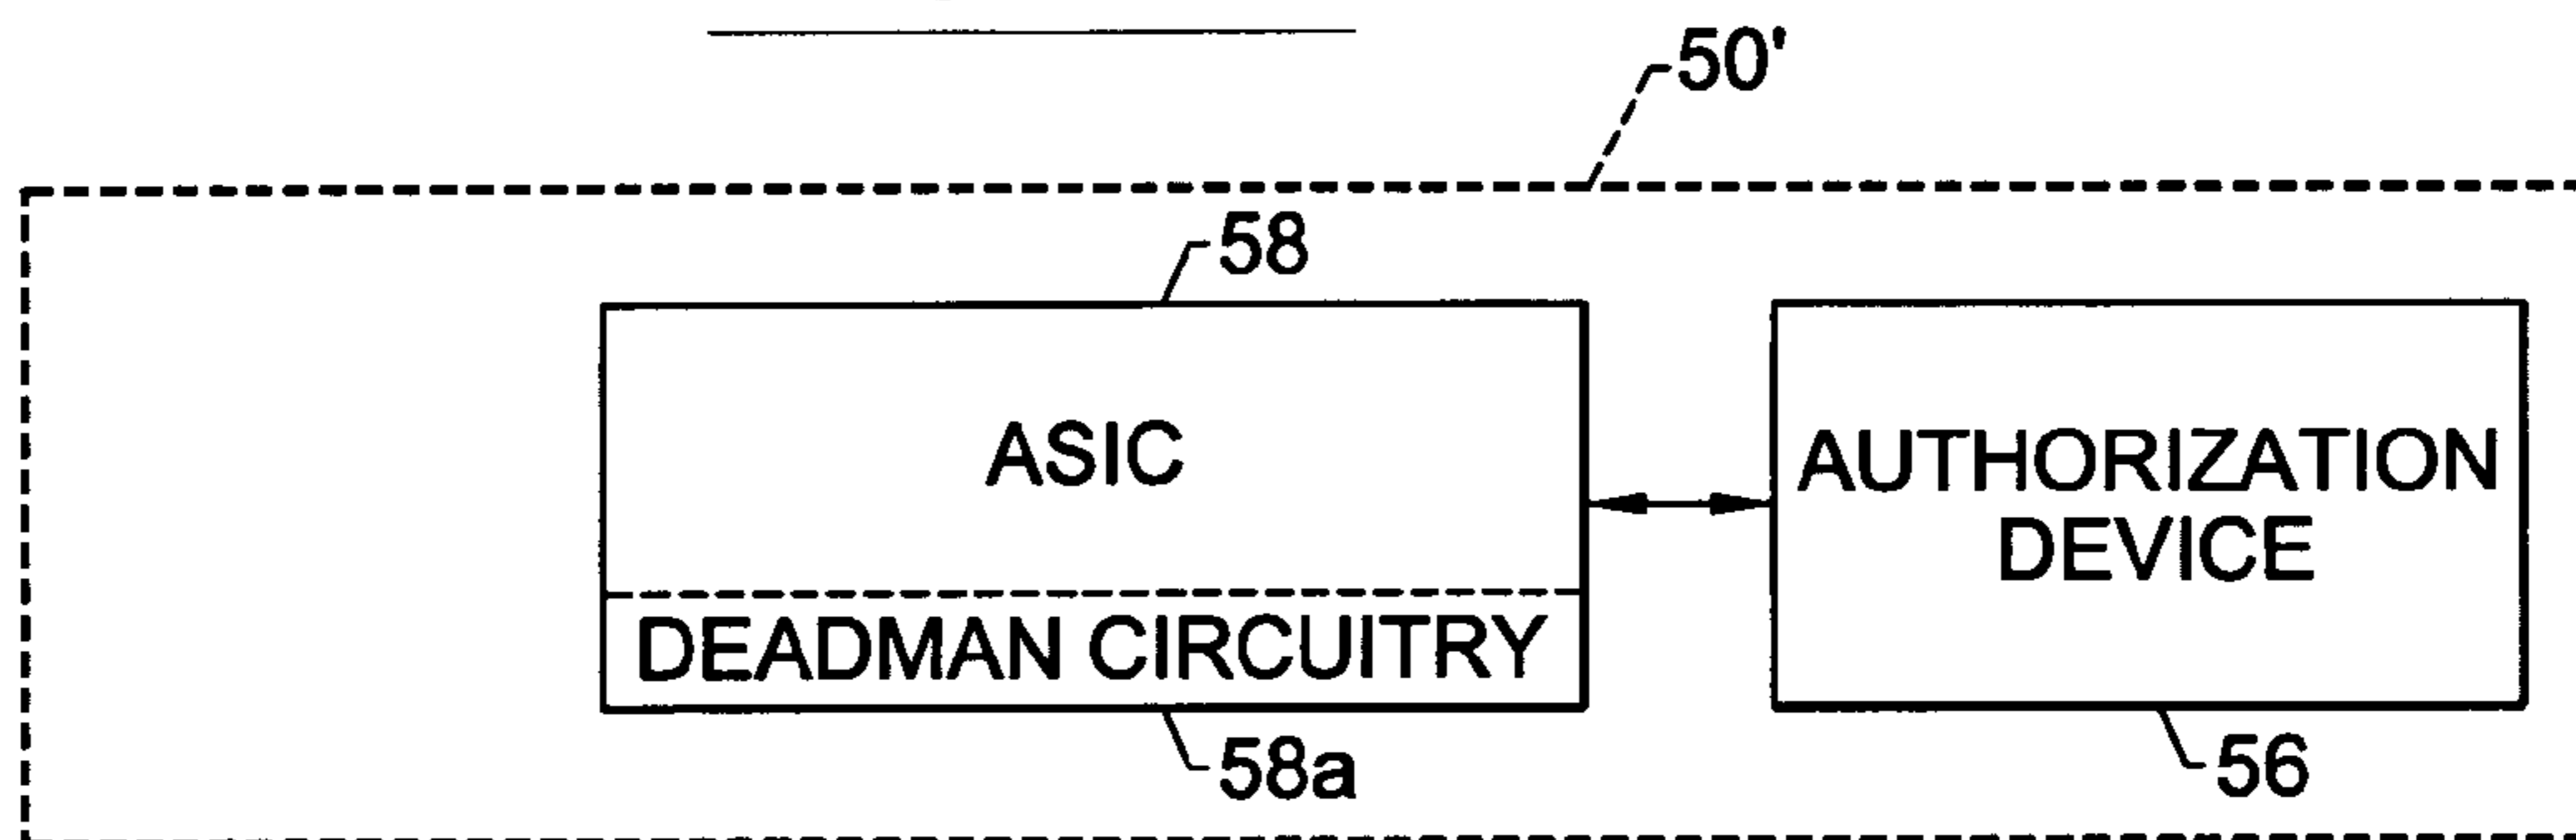 50'
58
ASIC
AUTHORIZATION
DEVICE
DEADMAN CIRCUITRY
58a
56